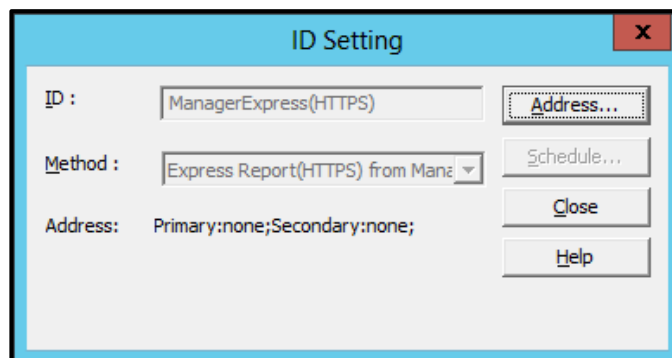 ID Setting
x
ID :
ManagerExpress(HTTPS)
Address...
Method :
Express Report(HTTPS) from Mana
Schedule...
Address:
Primary:none;Secondary:none;
Close
Help